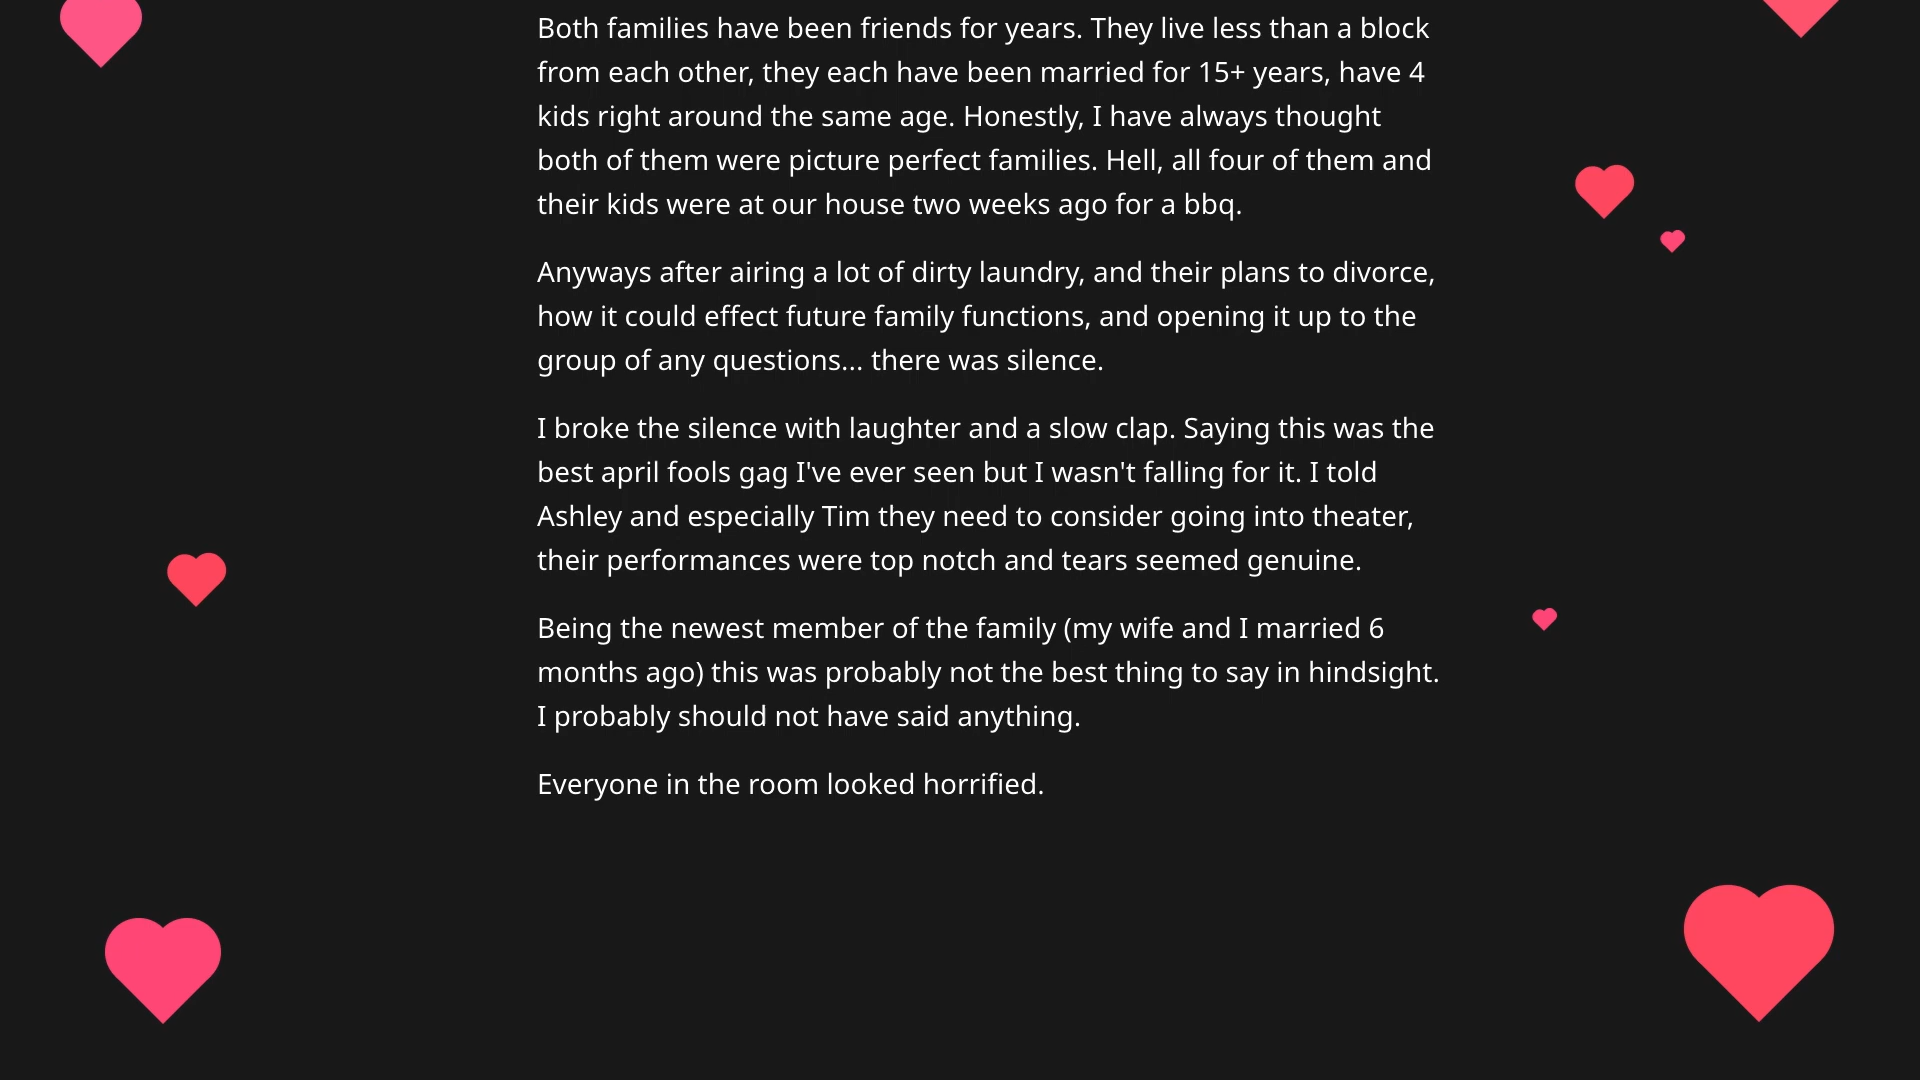 Both families have been friends for years. They live less than a block
from each other, they each have been married for 15+ years, have 4
kids right around the same age. Honestly, I have always thought
both of them were picture perfect families. Hell, all four of them and
their kids were at our house two weeks ago for a bbq.
Anyways after airing a lot of dirty laundry, and their plans to divorce,
how it could effect future family functions, and opening it up to the
group of any questions... there was silence.
I broke the silence with laughter and a slow clap. Saying this was the
best april fools gag I've ever seen but I wasn't falling for it. I told
Ashley and especially Tim they need to consider going into theater,
their performances were top notch and tears seemed genuine.
Being the newest member of the family (my wife and I married 6
months ago) this was probably not the best thing to say in hindsight.
I probably should not have said anything.
Everyone in the room looked horrified.